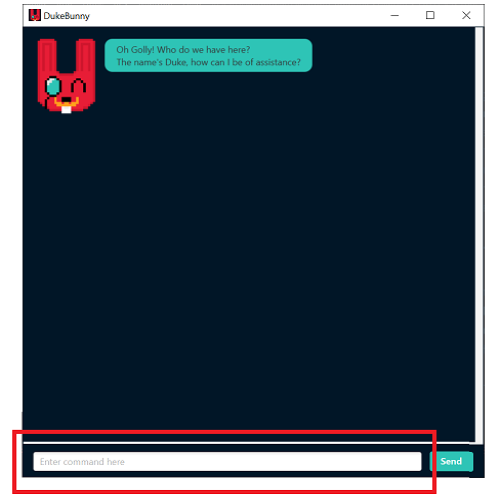 DukeBunny
Oh Golly! Who do we have here?
The name's Duke, how can I be of assistance?
Enter command here
Send